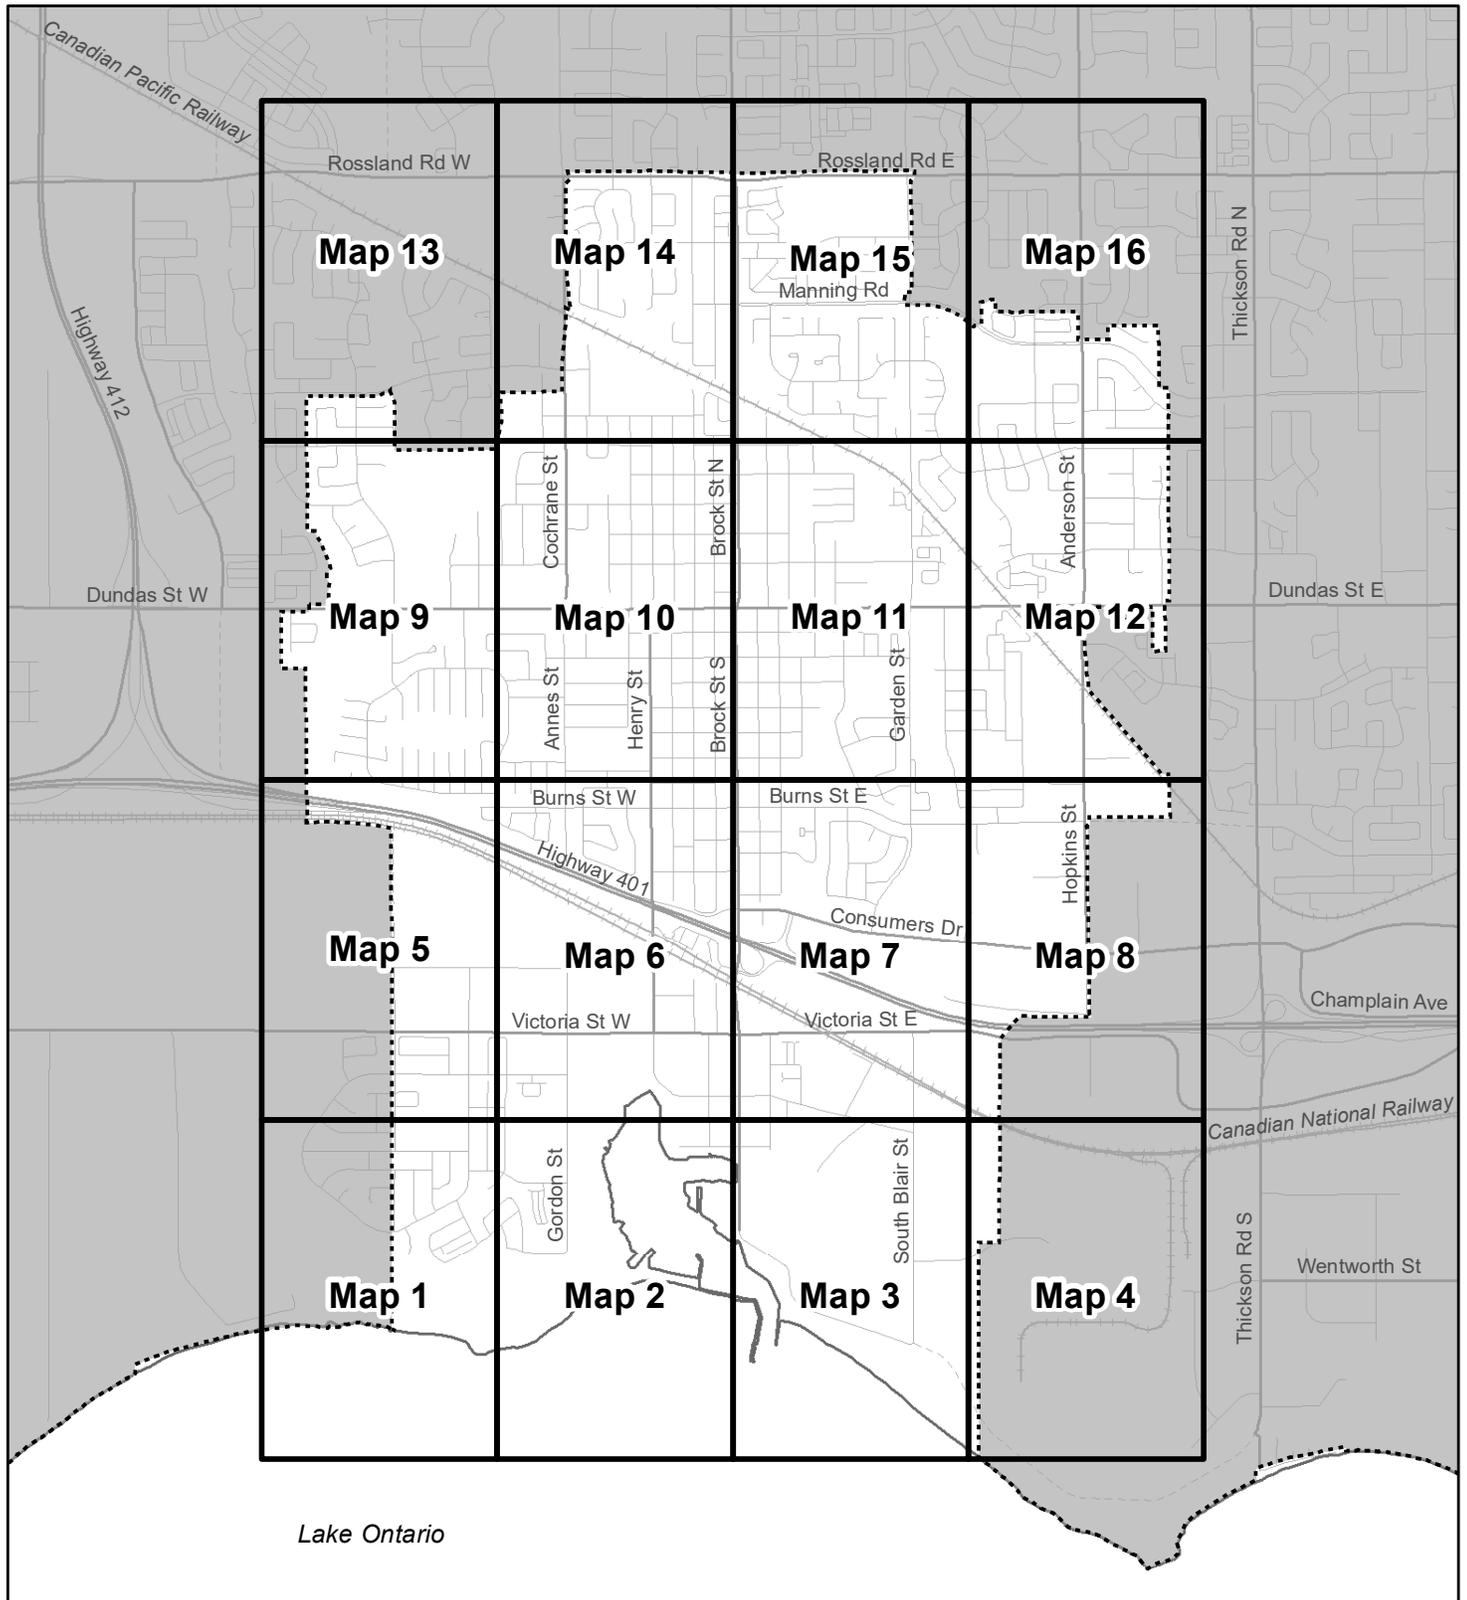 Canadian Pacific Railway
Rossland Rd W
Rossland Rd E
Map 13
Map 14
Map 15
Map 16
Manning Rd
Thickson Rd N
Highway 412
Cochrane St
Brock St N
Anderson St
Dundas St W
Dundas St E
Map 9
Map 10
Map 11
Map 12
Annes St
Henry St
Brock St S
Garden St
Burns St W
Burns St E
Hopkins St
Highway 401
Consumers Dr
Map 5
Map 6
Map 7
Map 8
Champlain Ave
Victoria St W
Victoria St E
Canadian National Railway
Gordon St
South Blair St
Thickson Rd S
Wentworth St
Map 1
Map 2
Map 3
Map 4
Lake Ontario